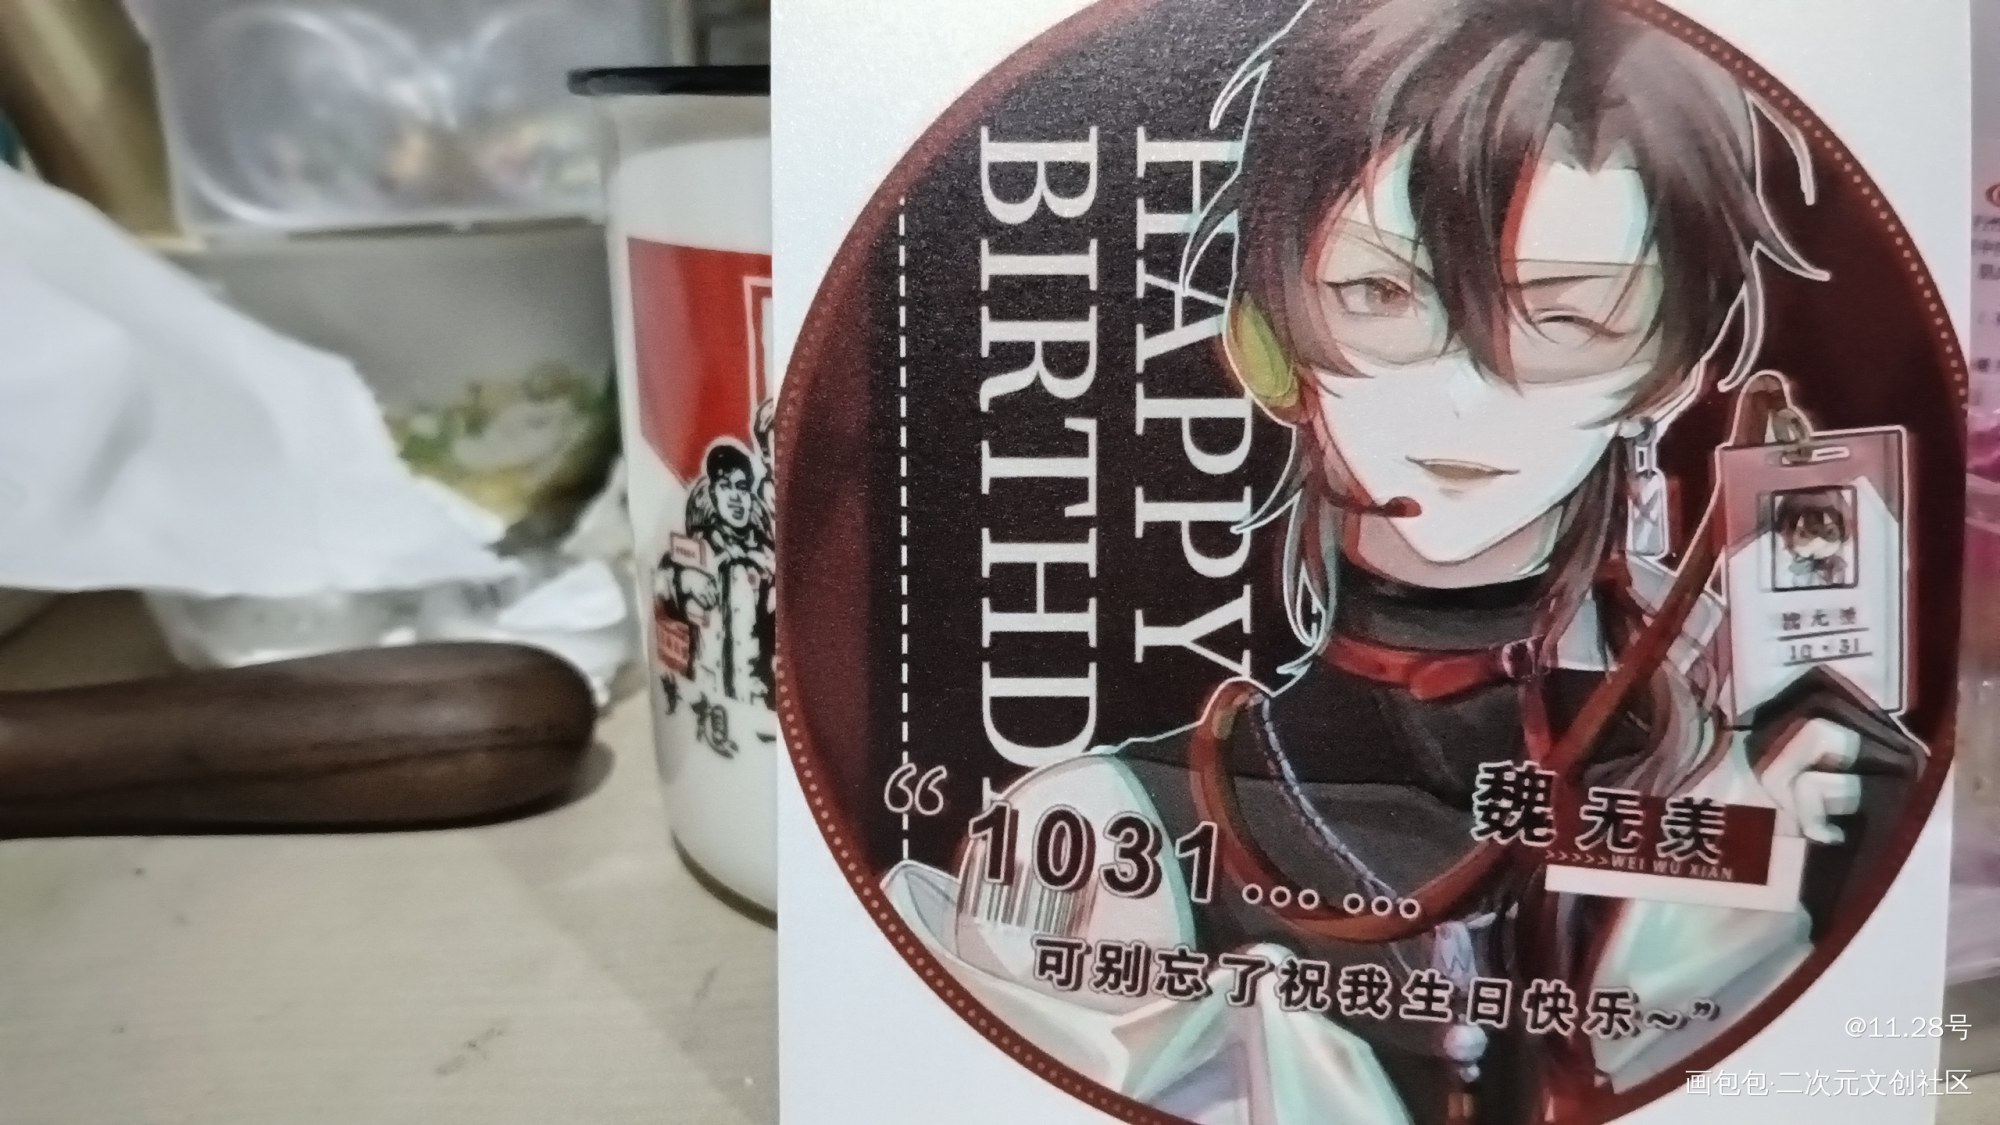 HAPPY
BIRTHD
魏无羡
10·31
魏无羡
>>>>>WEI WU XIAN
“1031……
可别忘了祝我生日快乐~”
梦想一
@11.28号
画包包·二次元文创社区